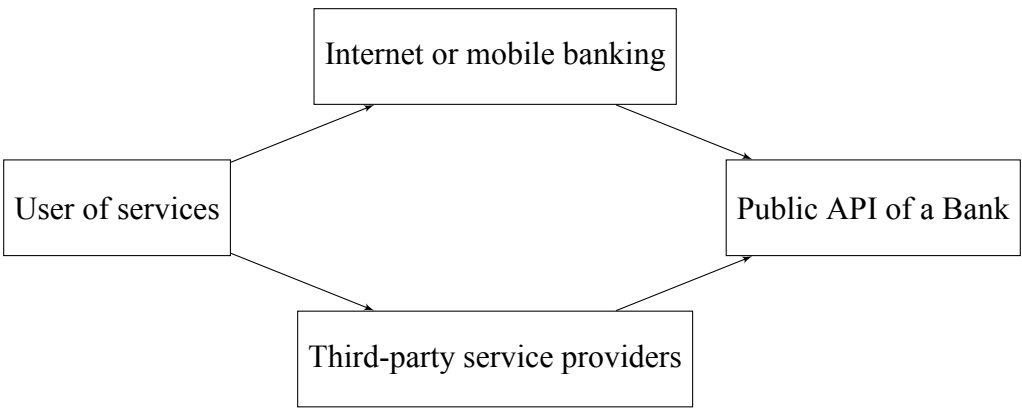 Internet or mobile banking
User of services
Public API of a Bank
Third-party service providers